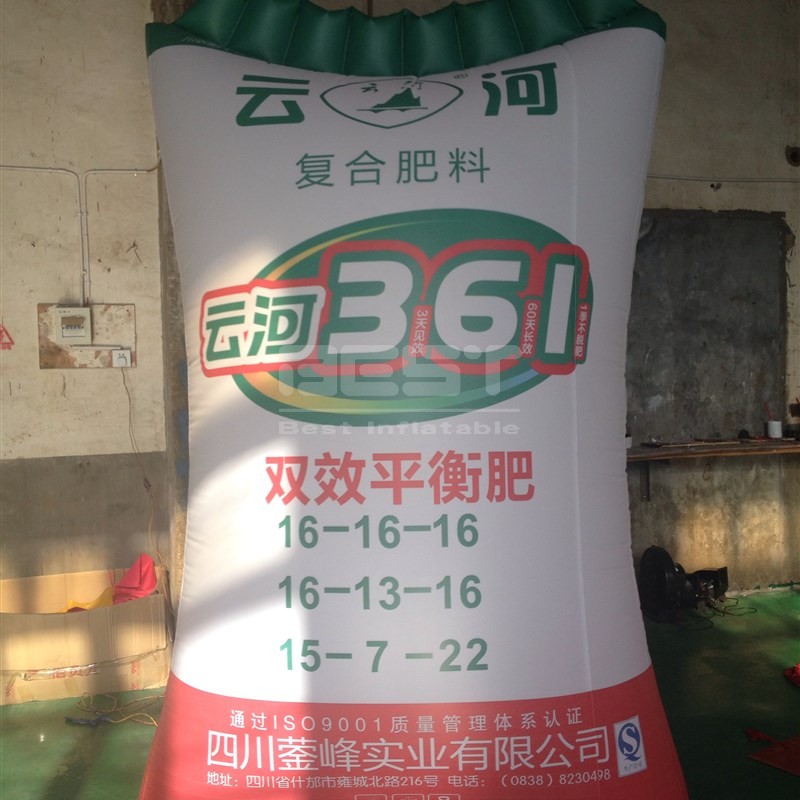 云 云河® 河
复合肥料
云河361
3天见效
60天长效
1季不脱肥
BEST
Best Inflatable
双效平衡肥
16-16-16
16-13-16
15-7-22
通过ISO9001质量管理体系认证
四川蓥峰实业有限公司
地址：四川省什邡市雍城北路216号 电话：（0838）8230498